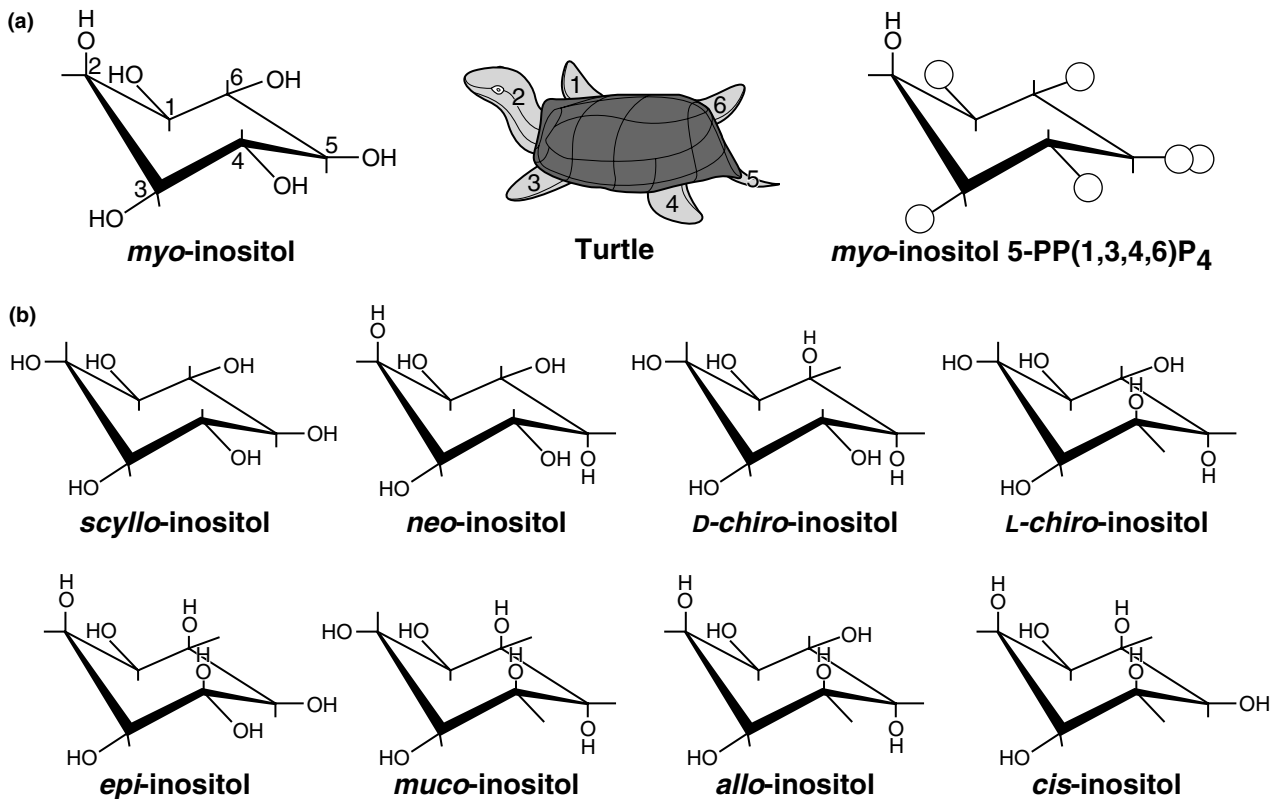 (a)
H
O
2
HO
6
OH
1
5
OH
4
OH
3
HO
myo-inositol
1
2
6
3
5
4
Turtle
H
O
myo-inositol 5-PP(1,3,4,6)P4
(b)
HO
HO
OH
OH
OH
HO
scyllo-inositol
H
O
HO
OH
OH
O
H
HO
neo-inositol
H
O
HO
HO
OH
O
H
HO
D-chiro-inositol
HO
HO
OH
H
O
O
H
HO
L-chiro-inositol
H
O
H
O
HO
H
O
OH
OH
HO
epi-inositol
H
O
HO
HO
H
O
O
H
HO
muco-inositol
H
O
HO
OH
H
O
O
H
HO
allo-inositol
H
O
H
O
HO
H
O
OH
HO
cis-inositol